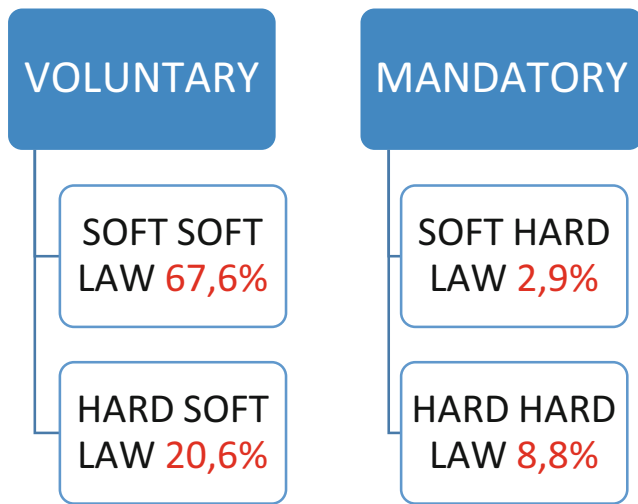 VOLUNTARY
SOFT SOFT
LAW 67,6%
HARD SOFT
LAW 20,6%
MANDATORY
SOFT HARD
LAW 2,9%
HARD HARD
LAW 8,8%